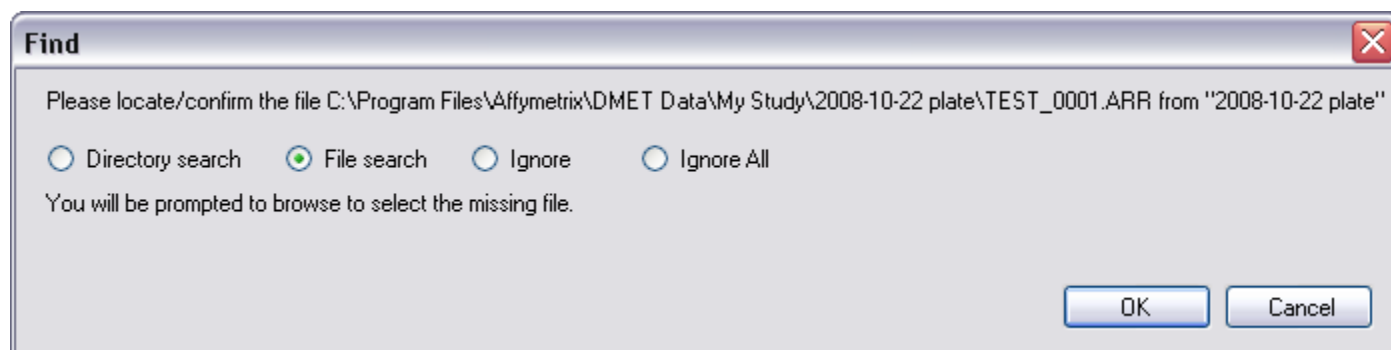 Find
Please locate/confirm the file C:\Program Files\Affymetrix\DMET Data\My Study\2008-10-22 plate\TEST_0001.ARR from "2008-10-22 plate"
Directory search File search Ignore Ignore All
You will be prompted to browse to select the missing file.
OK Cancel